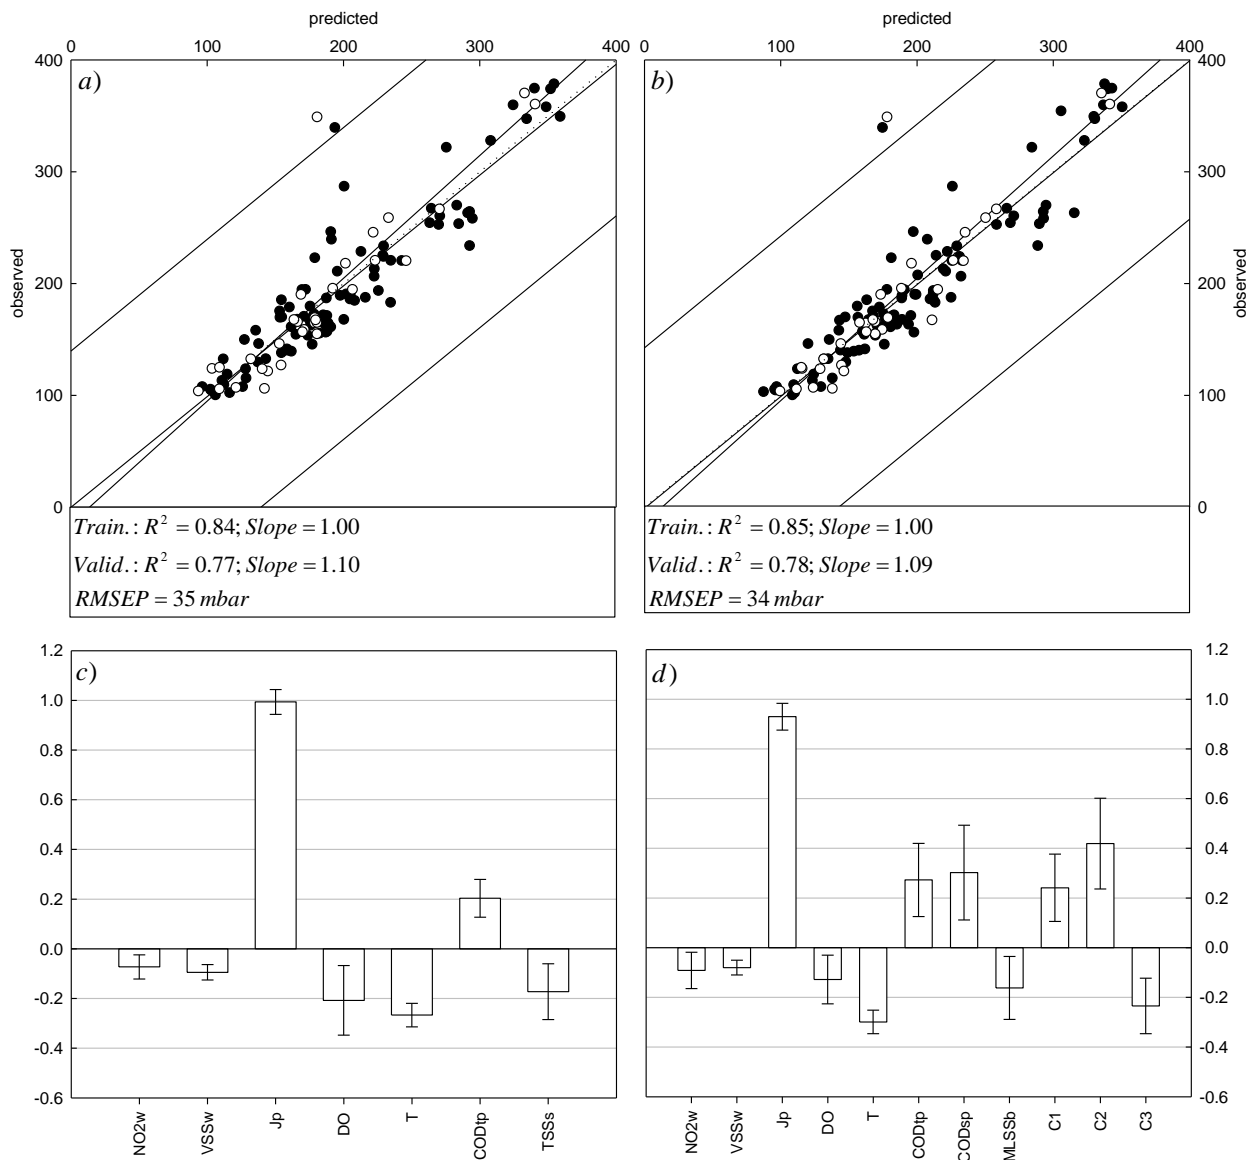 predicted
predicted
0 100 200 300 400
0 100 200 300 400
400
300
200
100
0
observed
a)
b)
400
300
200
100
0
observed
Train.: R² = 0.84; Slope = 1.00
Valid.: R² = 0.77; Slope = 1.10
RMSEP = 35 mbar
Train.: R² = 0.85; Slope = 1.00
Valid.: R² = 0.78; Slope = 1.09
RMSEP = 34 mbar
c)
1.2
1.0
0.8
0.6
0.4
0.2
0.0
-0.2
-0.4
-0.6
NO2w
VSSw
Jp
DO
T
CODtp
TSSs
d)
1.2
1.0
0.8
0.6
0.4
0.2
0.0
-0.2
-0.4
-0.6
NO2w
VSSw
Jp
DO
T
CODtp
CODsp
MLSSb
C1
C2
C3